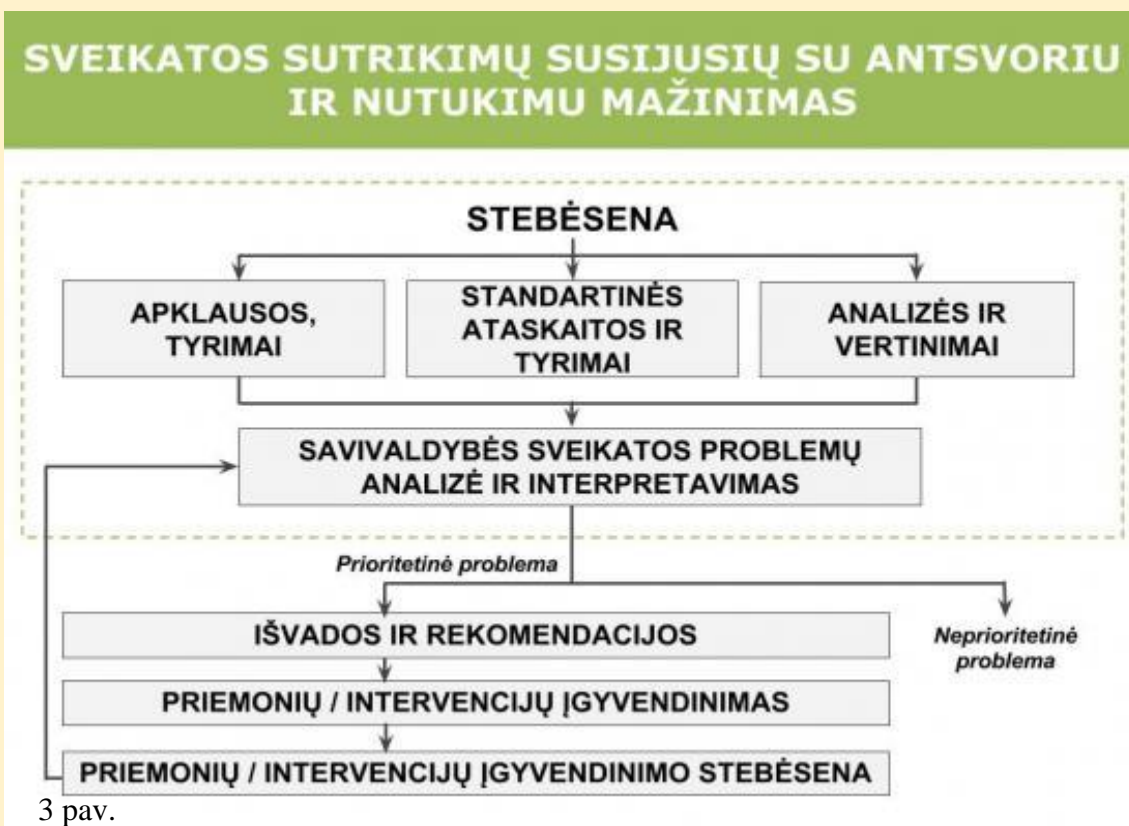 SVEIKATOS SUTRIKIMŲ SUSIJUSIŲ SU ANTSVORIU
IR NUTUKIMU MAŽINIMAS
STEBĖSENA
APKLAUSOS,
TYRIMAI
STANDARTINĖS
ATASKAITOS IR
TYRIMAI
ANALIZĖS IR
VERTINIMAI
SAVIVALDYBĖS SVEIKATOS PROBLEMŲ
ANALIZĖ IR INTERPRETAVIMAS
Prioritetinė problema
IŠVADOS IR REKOMENDACIJOS
Neprioritetinė
problema
PRIEMONIŲ / INTERVENCIJŲ ĮGYVENDINIMAS
PRIEMONIŲ / INTERVENCIJŲ ĮGYVENDINIMO STEBĖSENA
3 pav.